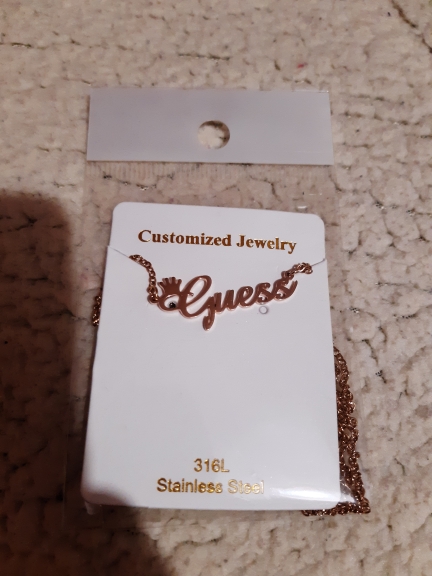 Customized Jewelry
Guess
316L
Stainless Steel